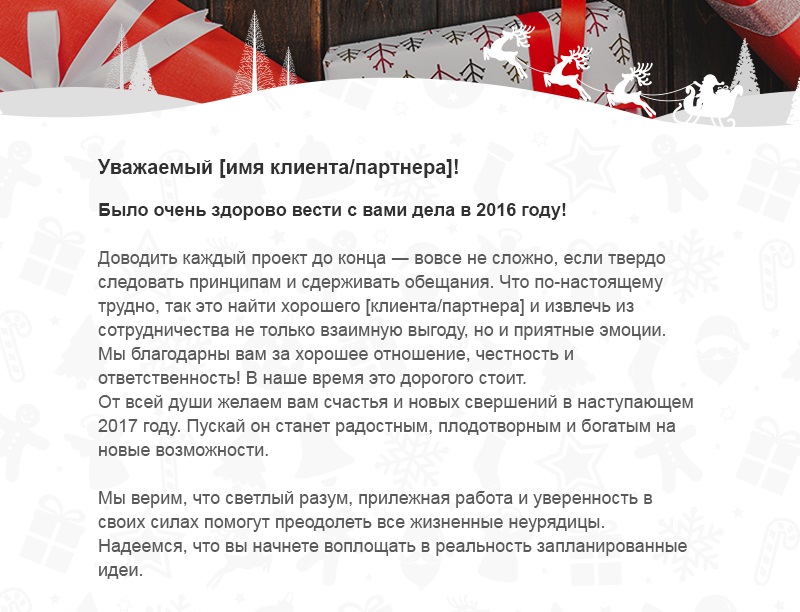 Уважаемый [имя клиента/партнера]!
Было очень здорово вести с вами дела в 2016 году!
Доводить каждый проект до конца — вовсе не сложно, если твердо
следовать принципам и сдерживать обещания. Что по-настоящему
трудно, так это найти хорошего [клиента/партнера] и извлечь из
сотрудничества не только взаимную выгоду, но и приятные эмоции.
Мы благодарны вам за хорошее отношение, честность и
ответственность! В наше время это дорогого стоит.
От всей души желаем вам счастья и новых свершений в наступающем
2017 году. Пускай он станет радостным, плодотворным и богатым на
новые возможности.
Мы верим, что светлый разум, прилежная работа и уверенность в
своих силах помогут преодолеть все жизненные неурядицы.
Надеемся, что вы начнете воплощать в реальность запланированные
идеи.